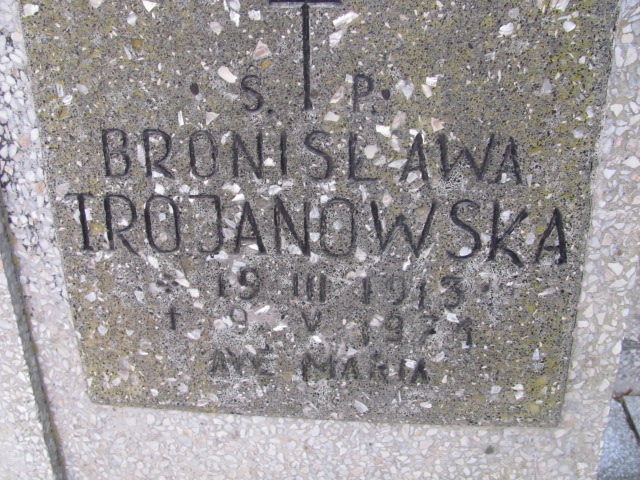 Ś. P.
BRONISŁAWA
TROJANOWSKA
* 19 III 1913
† 9 V 1971
AVE MARIA